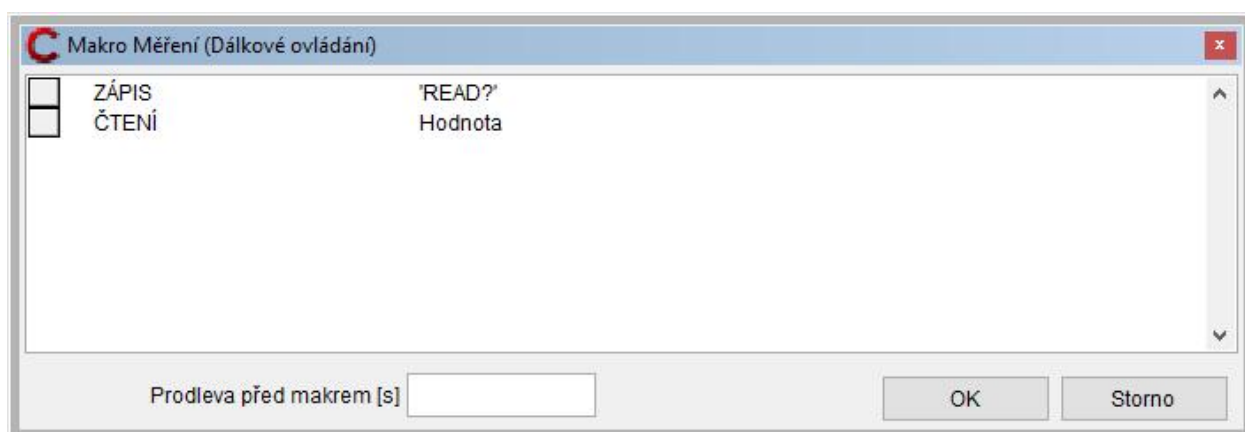 Makro Měření (Dálkové ovládání)
ZÁPIS 'READ?'
ČTENÍ Hodnota
Prodleva před makrem [s] OK Storno